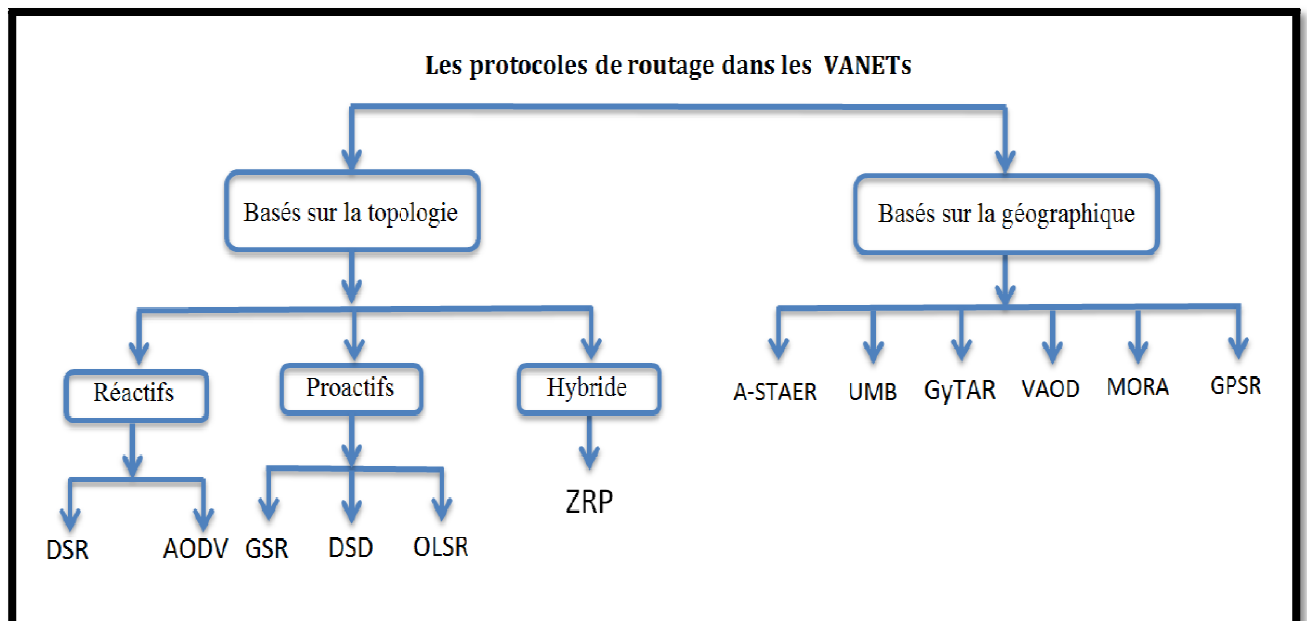 Les protocoles de routage dans les VANETs
Basés sur la topologie
Basés sur la géographique
Réactifs
Proactifs
Hybride
A-STAER
UMB
GyTAR
VAOD
MORA
GPSR
ZRP
DSR
AODV
GSR
DSD
OLSR